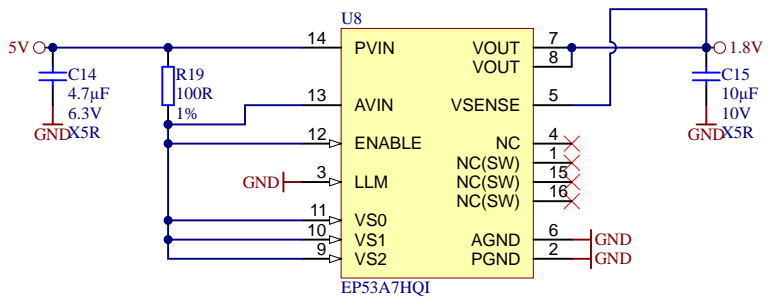 U8
5V
14 PVIN VOUT 7
VOUT 8
1.8V
C14
4.7µF
6.3V
X5R
GND
R19
100R
1%
13 AVIN VSENSE 5
C15
10µF
10V
X5R
GND
12 ENABLE NC 4
NC(SW) 1
GND 3 LLM NC(SW) 15
NC(SW) 16
11 VS0
10 VS1 AGND 6 GND
9 VS2 PGND 2 GND
EP53A7HQI